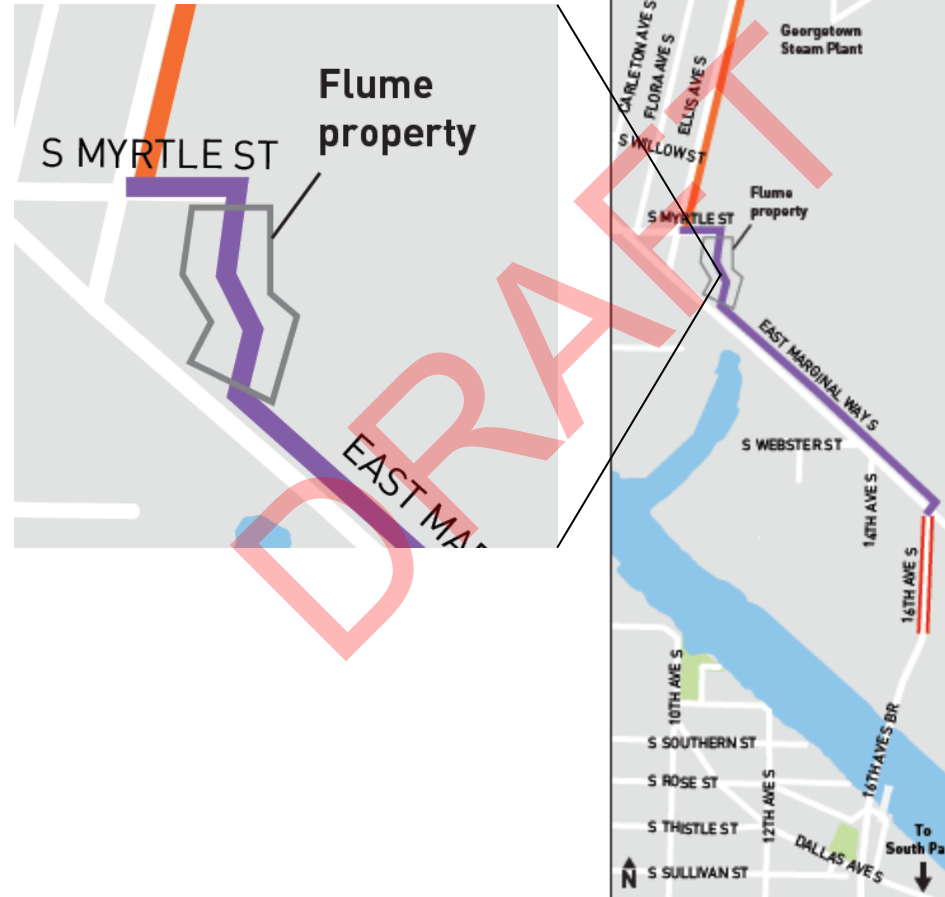 Flume
property
S MYRTLE ST
EAST MAR
DRAFT
CARLETON AVE S
FLORA AVE S
ELLIS AVE S
Georgetown
Steam Plant
S WILLOW ST
Flume
property
S MYRTLE ST
EAST MARGINAL WAY S
S WEBSTER ST
14TH AVE S
16TH AVE S
10TH AVE S
16TH AVE S BR
S SOUTHERN ST
S ROSE ST
12TH AVE S
S THISTLE ST
DALLAS AVE S
To
South Pa
S SULLIVAN ST
N